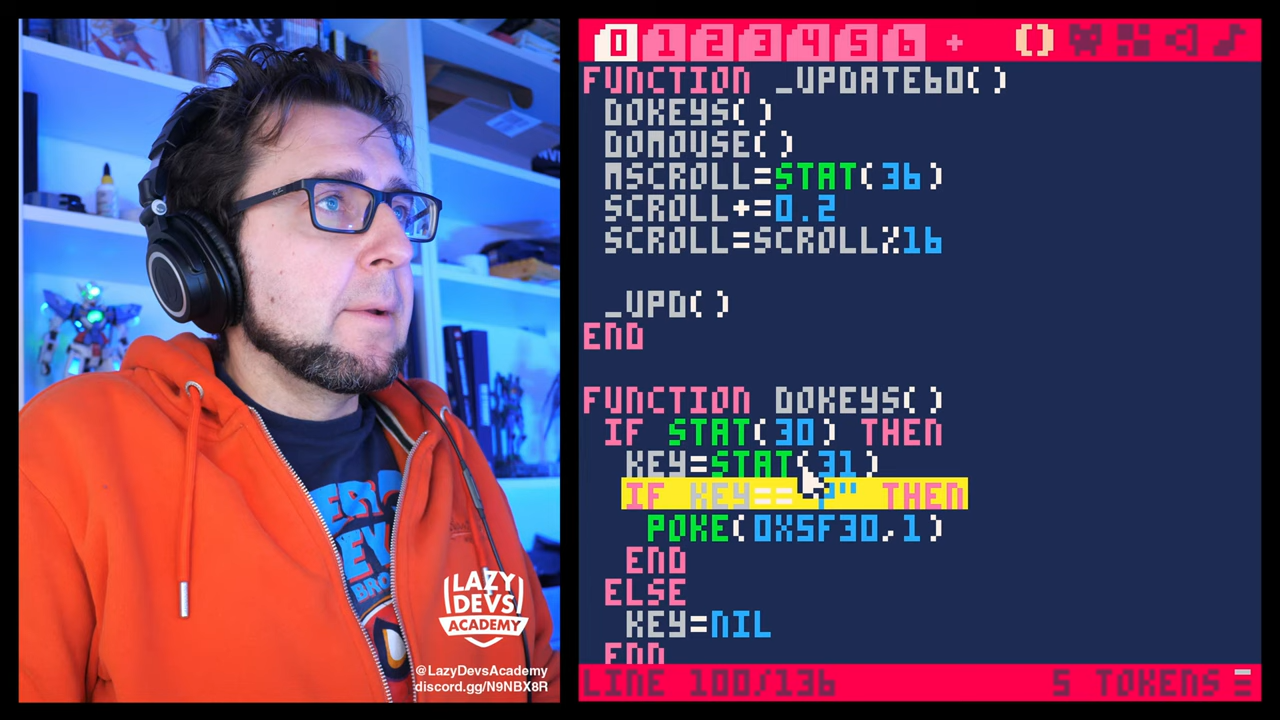 0 1 2 3 4 5 6 +
FUNCTION _UPDATE60()
DOKEYS()
DOMOUSE()
MSCROLL=STAT(36)
SCROLL+=0.2
SCROLL=SCROLL%16
_UPD()
END
FUNCTION DOKEYS()
IF STAT(30) THEN
KEY=STAT(31)
IF KEY== P" THEN
POKE(0X5F30,1)
END
ELSE
KEY=NIL
END
LINE 100/136
5 TOKENS
LAZY
DEVS
ACADEMY
@LazyDevsAcademy
discord.gg/N9NBX8R